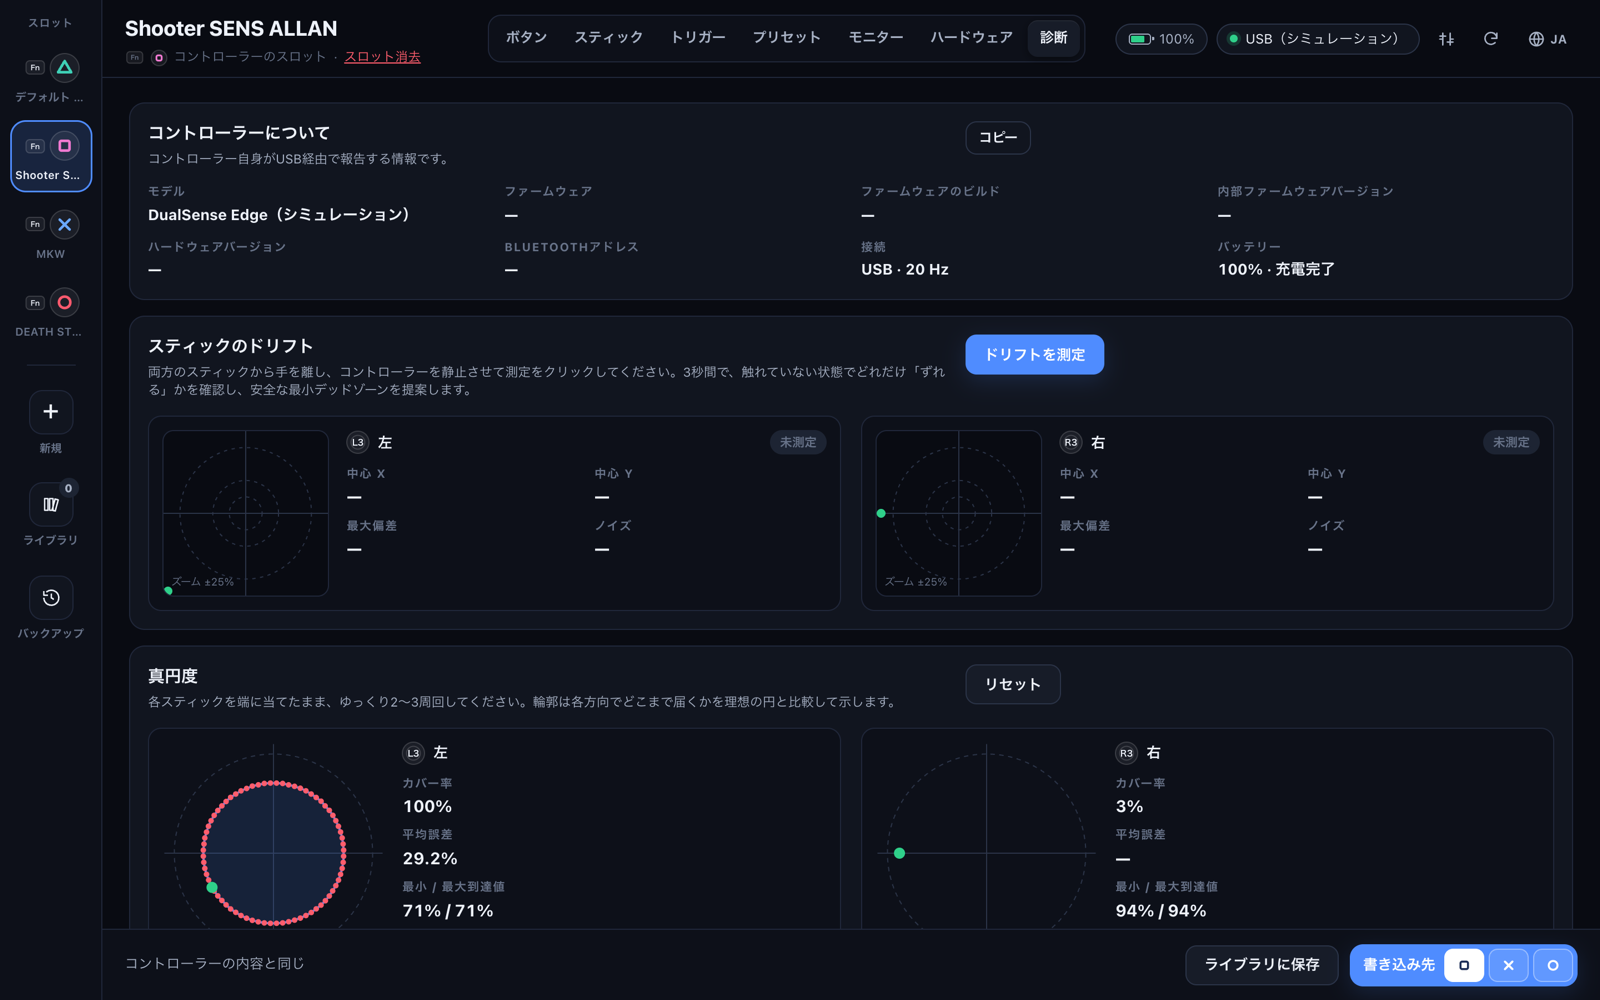 スロット
Fn
デフォルト ...
Fn
Shooter S...
Fn
MKW
Fn
DEATH ST...
新規
0
ライブラリ
バックアップ
Shooter SENS ALLAN
Fn コントローラーのスロット · スロット消去
ボタン スティック トリガー プリセット モニター ハードウェア 診断
100%
USB（シミュレーション）
JA
コントローラーについて
コントローラー自身がUSB経由で報告する情報です。
コピー
モデル
DualSense Edge（シミュレーション）
ファームウェア
—
ファームウェアのビルド
—
内部ファームウェアバージョン
—
ハードウェアバージョン
—
BLUETOOTHアドレス
—
接続
USB · 20 Hz
バッテリー
100% · 充電完了
スティックのドリフト
両方のスティックから手を離し、コントローラーを静止させて測定をクリックしてください。3秒間で、触れていない状態でどれだけ「ずれ
る」かを確認し、安全な最小デッドゾーンを提案します。
ドリフトを測定
ズーム ±25%
L3 左
未測定
中心 X
—
中心 Y
—
最大偏差
—
ノイズ
—
ズーム ±25%
R3 右
未測定
中心 X
—
中心 Y
—
最大偏差
—
ノイズ
—
真円度
各スティックを端に当てたまま、ゆっくり2〜3周回してください。輪郭は各方向でどこまで届くかを理想の円と比較して示します。
リセット
L3 左
カバー率
100%
平均誤差
29.2%
最小 / 最大到達値
71% / 71%
R3 右
カバー率
3%
平均誤差
—
最小 / 最大到達値
94% / 94%
コントローラーの内容と同じ
ライブラリに保存
書き込み先